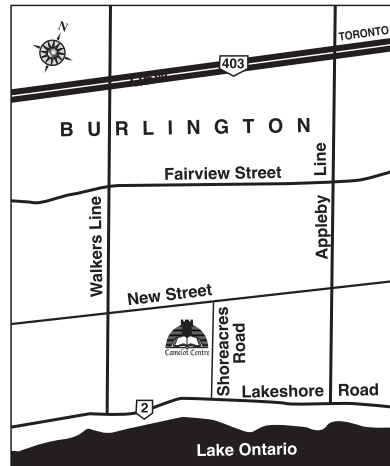 N
TORONTO
403
BURLINGTON
Fairview Street
Walkers Line
Appleby Line
New Street
Camelot Centre
Shoreacres
Road
Lakeshore Road
2
Lake Ontario